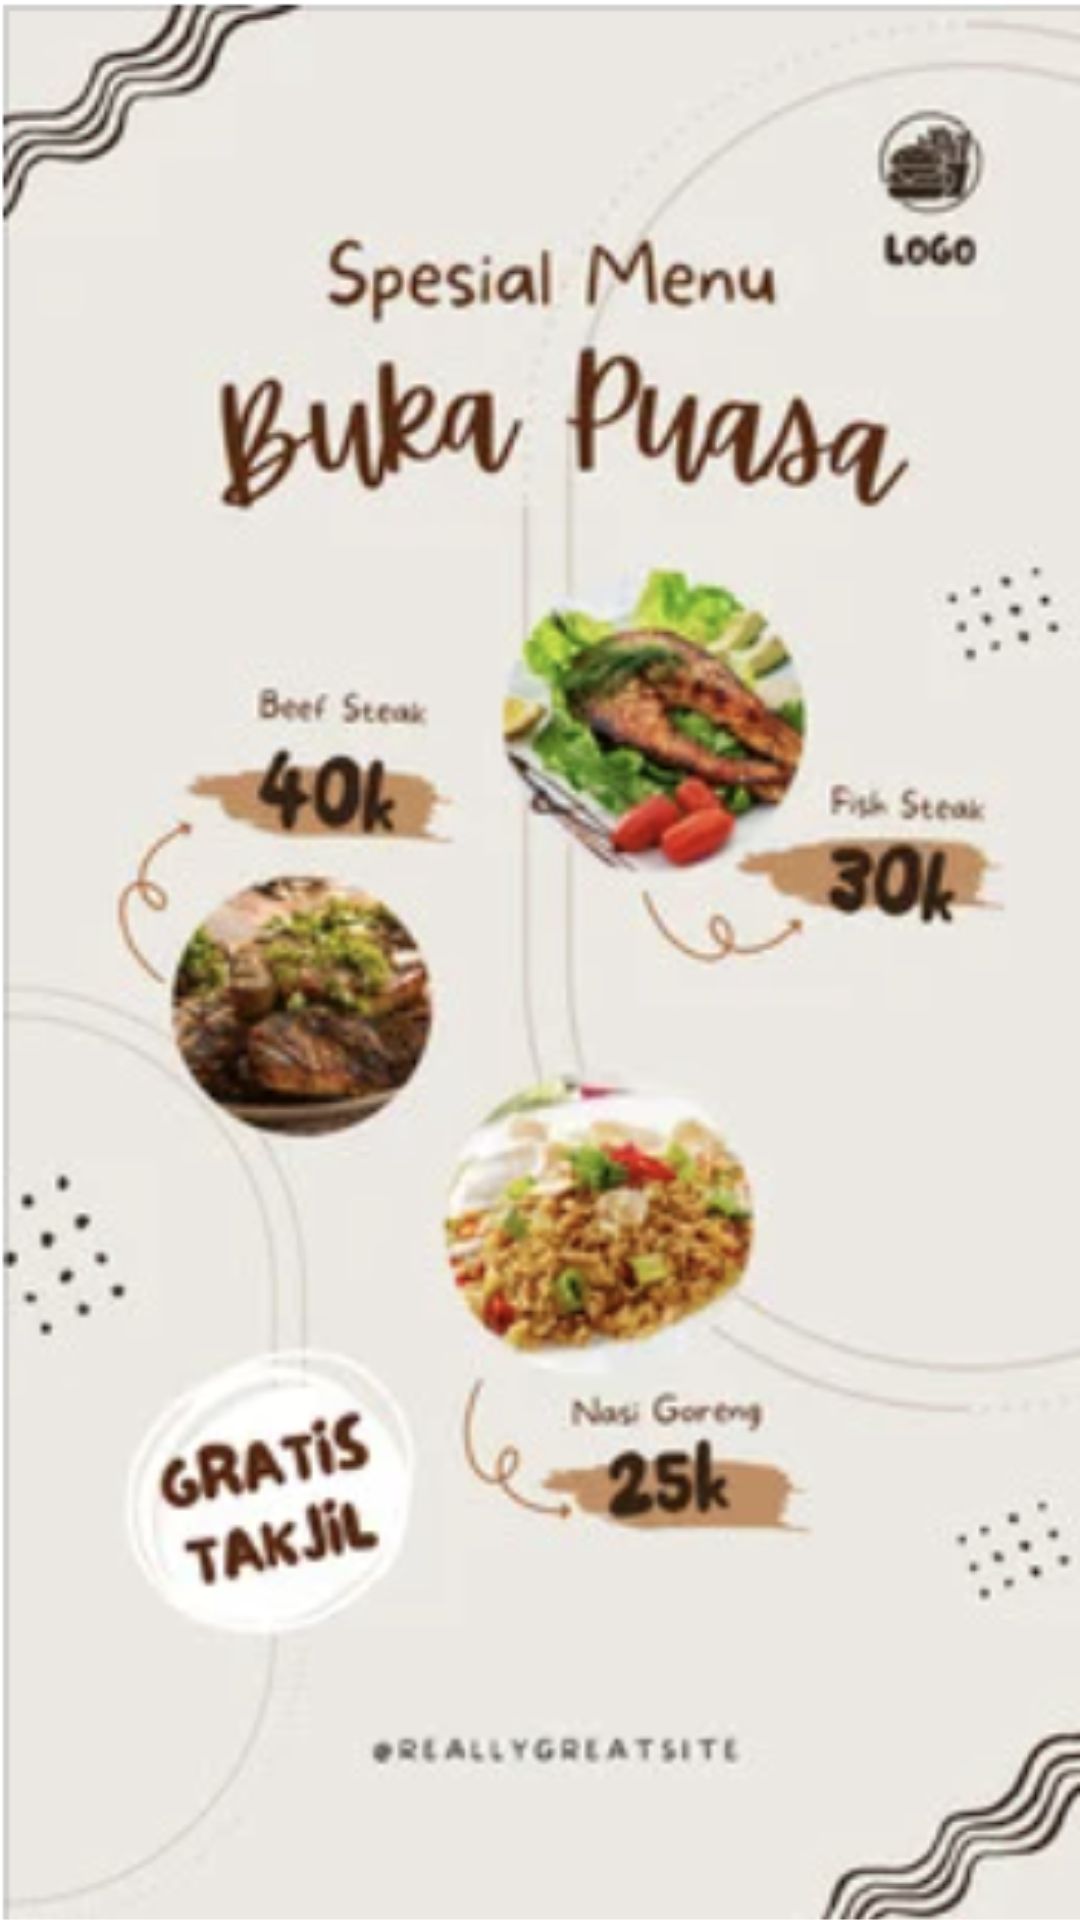 LOGO
Spesial Menu
Buka Puasa
Beef Steak
40k
Fish Steak
30k
Nasi Goreng
25k
GRATiS
TAKJiL
@REALLYGREATSITE